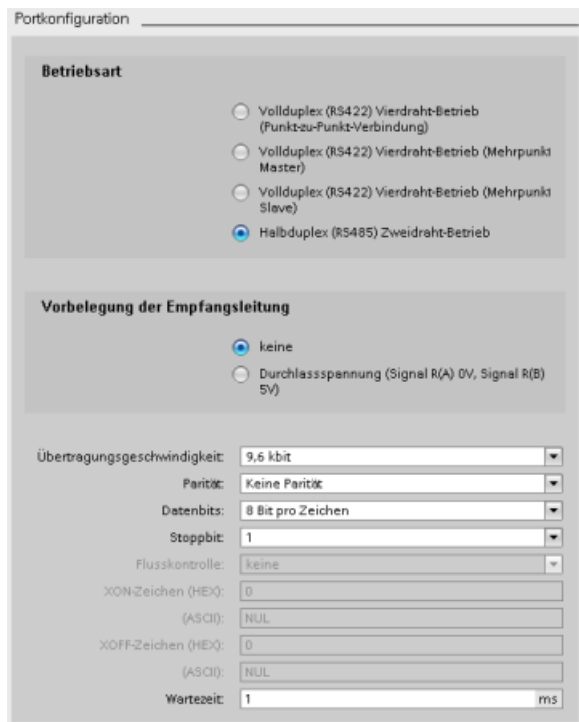 Portkonfiguration
Betriebsart
Vollduplex (RS422) Vierdraht-Betrieb
(Punkt-zu-Punkt-Verbindung)
Vollduplex (RS422) Vierdraht-Betrieb (Mehrpunkt
Master)
Vollduplex (RS422) Vierdraht-Betrieb (Mehrpunkt
Slave)
Halbduplex (RS485) Zweidraht-Betrieb
Vorbelegung der Empfangsleitung
keine
Durchlassspannung (Signal R(A) 0V, Signal R(B)
5V)
Übertragungsgeschwindigkeit: 9,6 kbit
Parität: Keine Parität
Datenbits: 8 Bit pro Zeichen
Stoppbit: 1
Flusskontrolle: keine
XON-Zeichen (HEX): 0
(ASCII): NUL
XOFF-Zeichen (HEX): 0
(ASCII): NUL
Wartezeit: 1 ms